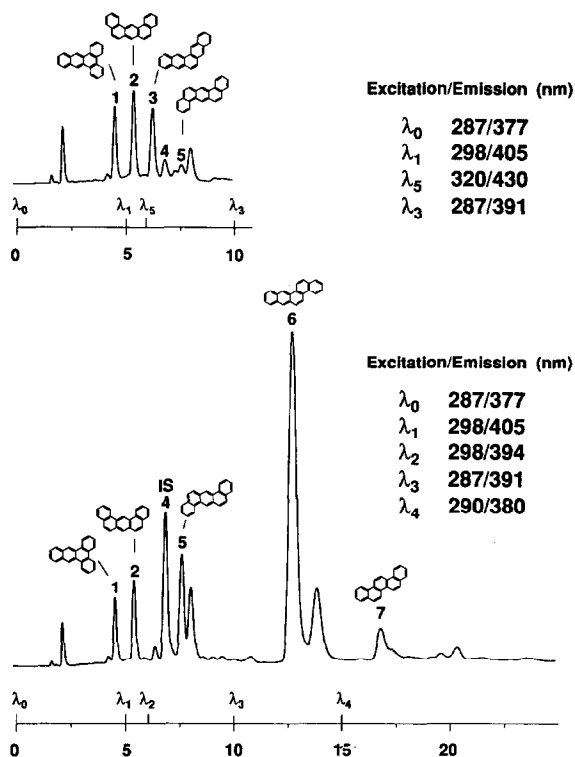 1
2
3
4
5
Excitation/Emission (nm)
λ0 287/377
λ1 298/405
λ5 320/430
λ3 287/391
λ0 λ1 λ5 λ3
0 5 10
6
Excitation/Emission (nm)
λ0 287/377
λ1 298/405
λ2 298/394
λ3 287/391
λ4 290/380
IS
4
5
2
1
7
λ0 λ1 λ2 λ3 λ4
0 5 10 15 20